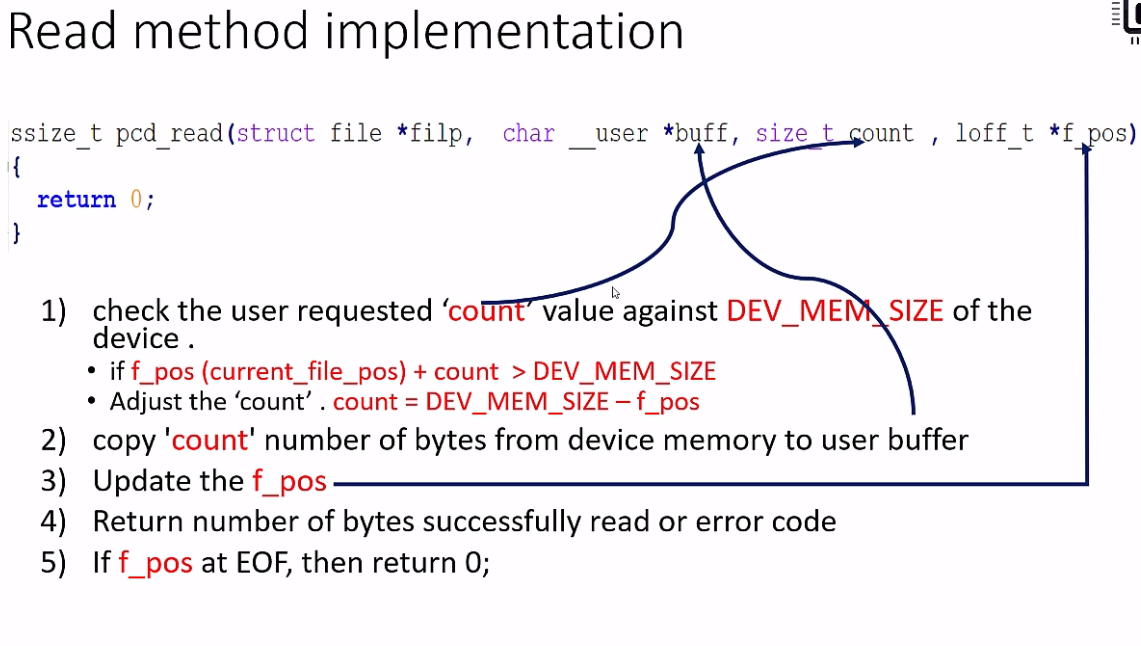 Read method implementation
ssize_t pcd_read(struct file *filp, char __user *buff, size_t count , loff_t *f_pos)
{
return 0;
}
1) check the user requested ‘count’ value against DEV_MEM_SIZE of the
device .
• if f_pos (current_file_pos) + count > DEV_MEM_SIZE
• Adjust the ‘count’ . count = DEV_MEM_SIZE – f_pos
2) copy 'count' number of bytes from device memory to user buffer
3) Update the f_pos
4) Return number of bytes successfully read or error code
5) If f_pos at EOF, then return 0;